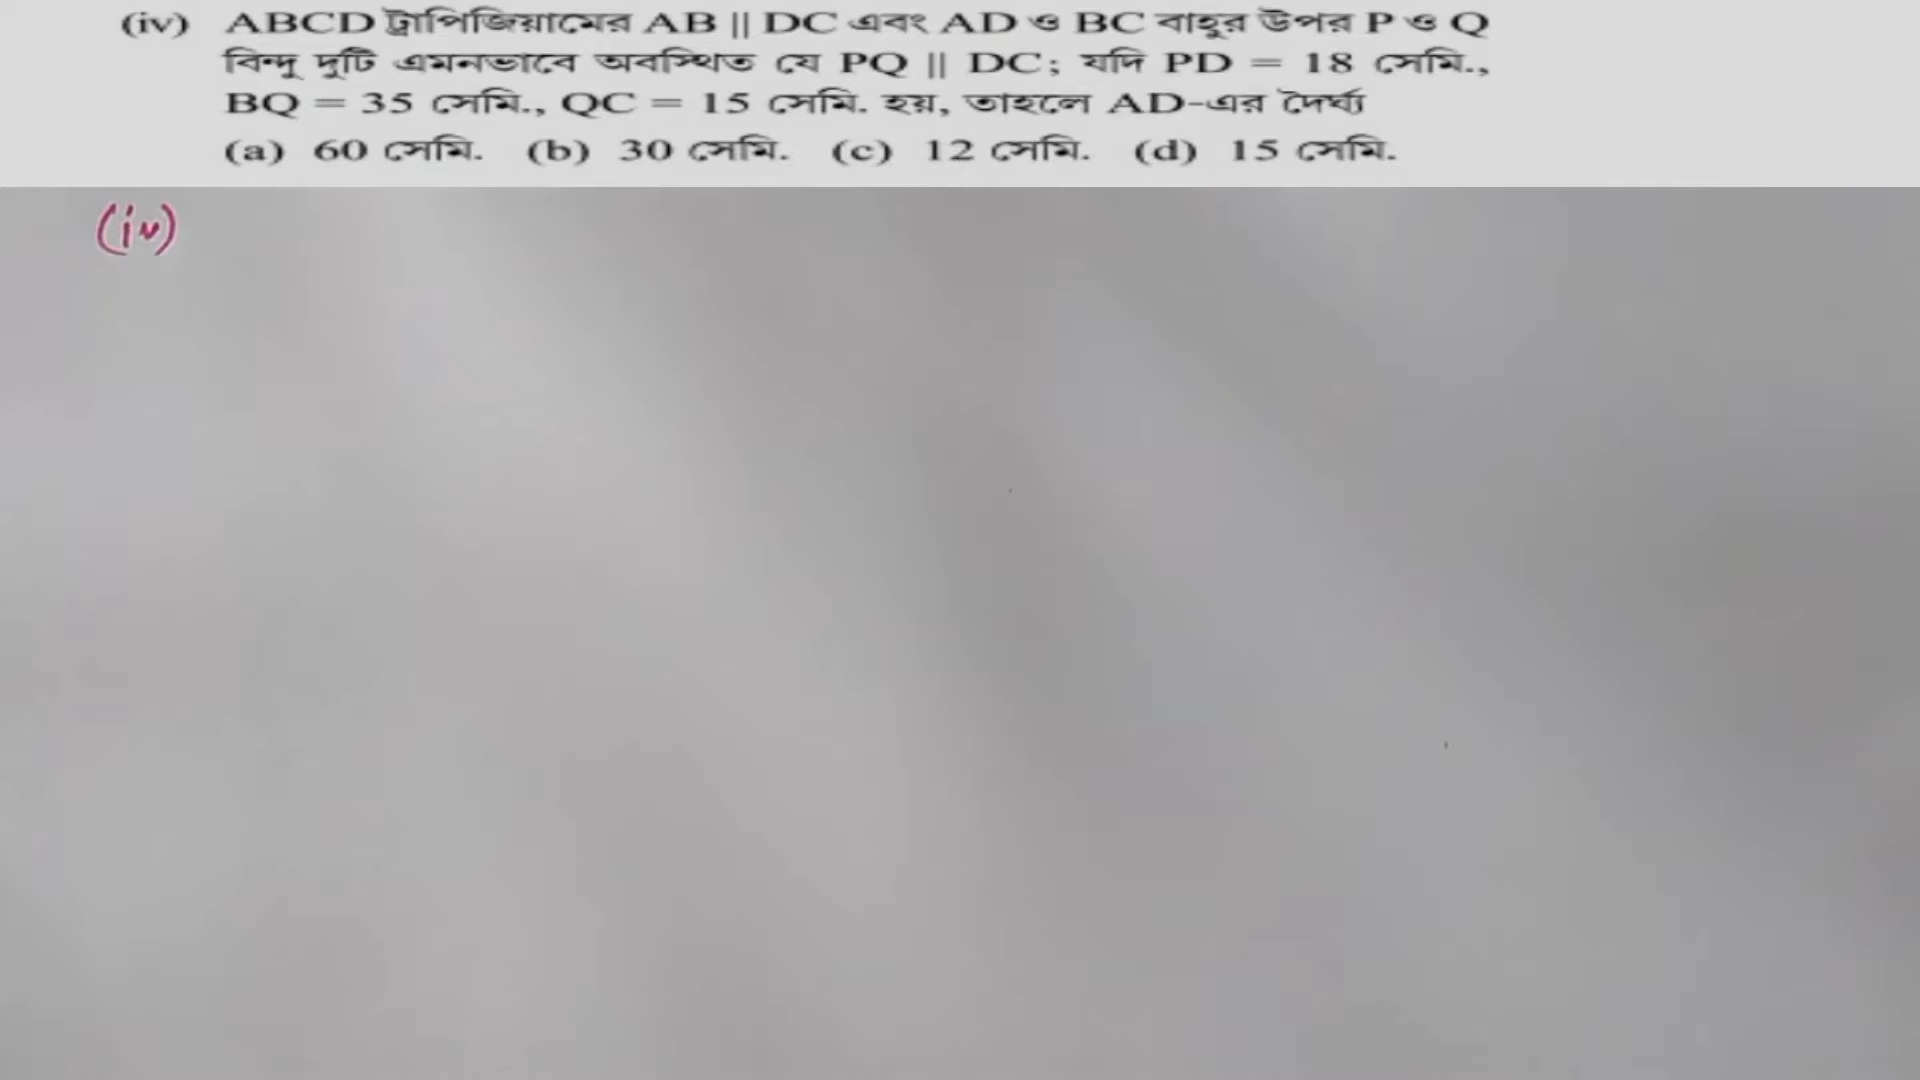 (iv) ABCD ট্রাপিজিয়ামের AB || DC এবং AD ও BC বাহুর উপর P ও Q
বিন্দু দুটি এমনভাবে অবস্থিত যে PQ || DC; যদি PD = 18 সেমি.,
BQ = 35 সেমি., QC = 15 সেমি. হয়, তাহলে AD-এর দৈর্ঘ্য
(a) 60 সেমি. (b) 30 সেমি. (c) 12 সেমি. (d) 15 সেমি.
(iv)